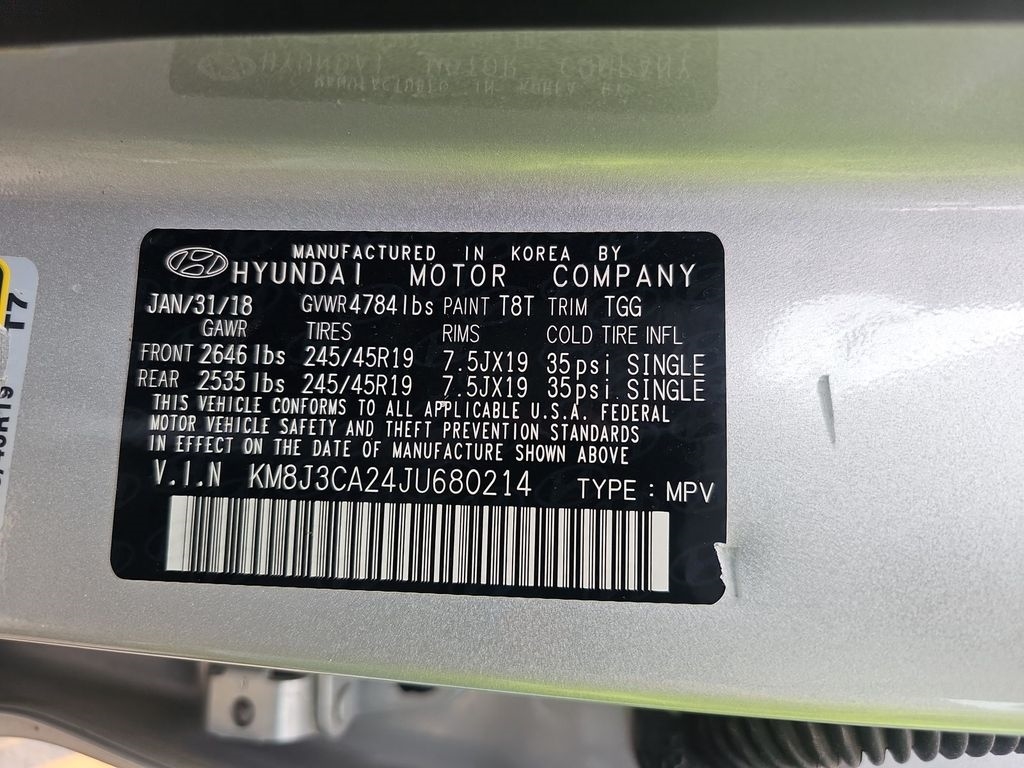 MANUFACTURED IN KOREA BY
HYUNDAI MOTOR COMPANY
JAN/31/18 GVWR 4784 lbs PAINT T8T TRIM TGG
GAWR TIRES RIMS COLD TIRE INFL
FRONT 2646 lbs 245/45R19 7.5JX19 35psi SINGLE
REAR 2535 lbs 245/45R19 7.5JX19 35psi SINGLE
THIS VEHICLE CONFORMS TO ALL APPLICABLE U.S.A. FEDERAL
MOTOR VEHICLE SAFETY AND THEFT PREVENTION STANDARDS
IN EFFECT ON THE DATE OF MANUFACTURE SHOWN ABOVE
V.I.N KM8J3CA24JU680214 TYPE : MPV